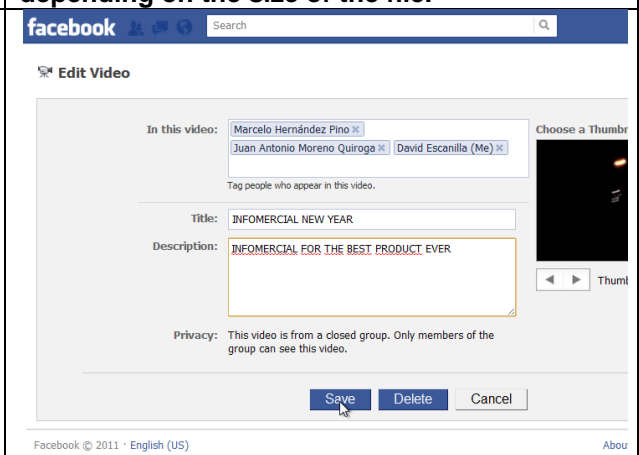 depending on the size of the file.
facebook Search
Edit Video
In this video: Marcelo Hernández Pino × Choose a Thumbn
Juan Antonio Moreno Quiroga × David Escanilla (Me) ×
Tag people who appear in this video.
Title: INFOMERCIAL NEW YEAR
Description: INFOMERCIAL FOR THE BEST PRODUCT EVER
Thumb
Privacy: This video is from a closed group. Only members of the
group can see this video.
Save Delete Cancel
Facebook © 2011 · English (US) Abou